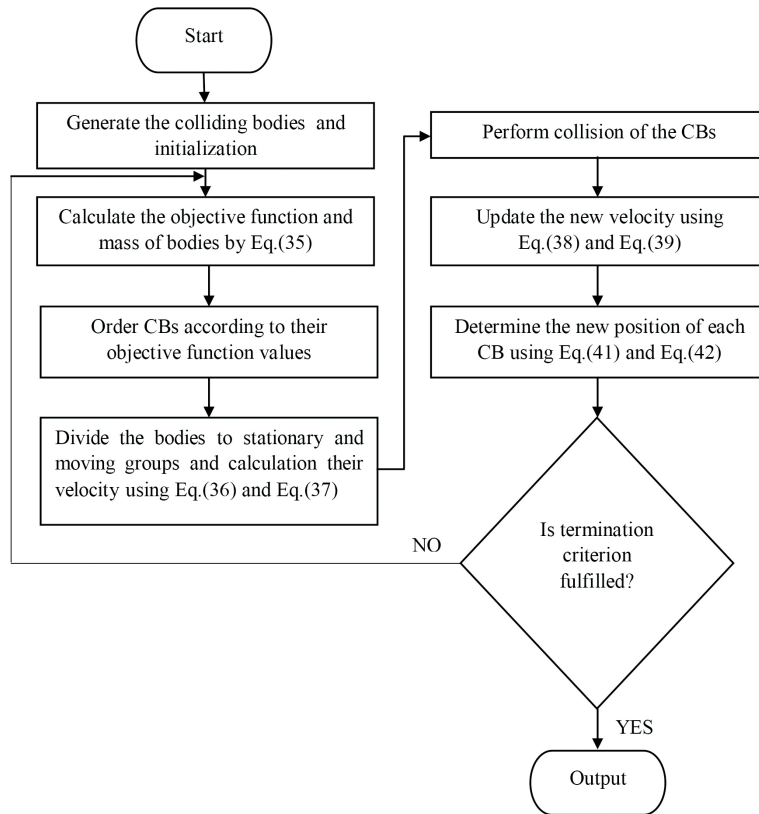 Start
Generate the colliding bodies and
initialization
Calculate the objective function and
mass of bodies by Eq.(35)
Order CBs according to their
objective function values
Divide the bodies to stationary and
moving groups and calculation their
velocity using Eq.(36) and Eq.(37)
Perform collision of the CBs
Update the new velocity using
Eq.(38) and Eq.(39)
Determine the new position of each
CB using Eq.(41) and Eq.(42)
Is termination
criterion
fulfilled?
NO
YES
Output